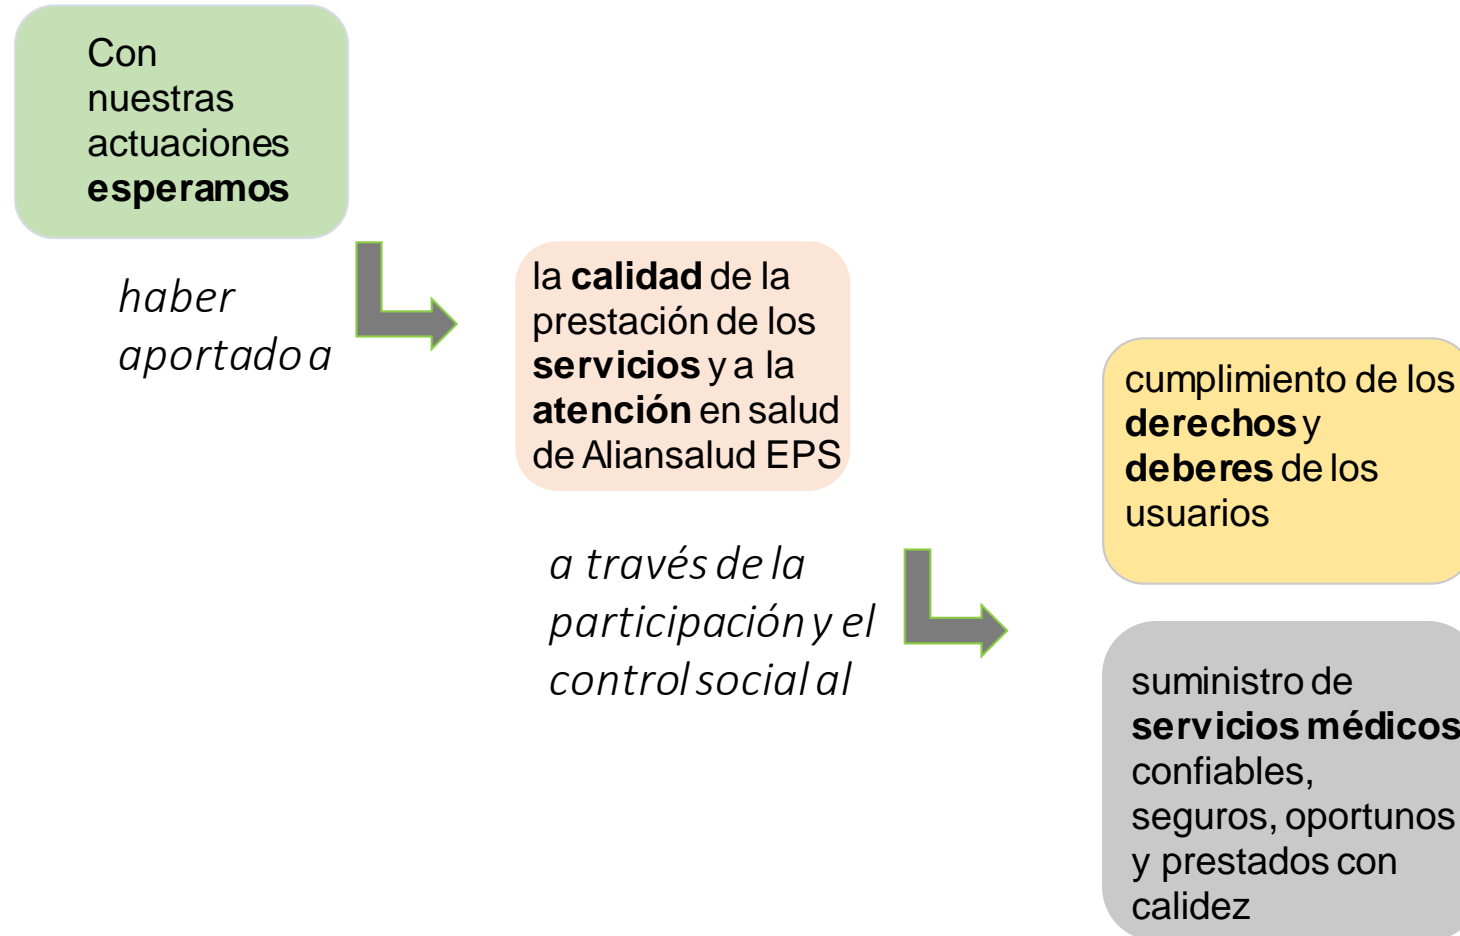 Con
nuestras
actuaciones
esperamos
haber
aportado a
la calidad de la
prestación de los
servicios y a la
atención en salud
de Aliansalud EPS
a través de la
participación y el
control social al
cumplimiento de los
derechos y
deberes de los
usuarios
suministro de
servicios médicos
confiables,
seguros, oportunos
y prestados con
calidez